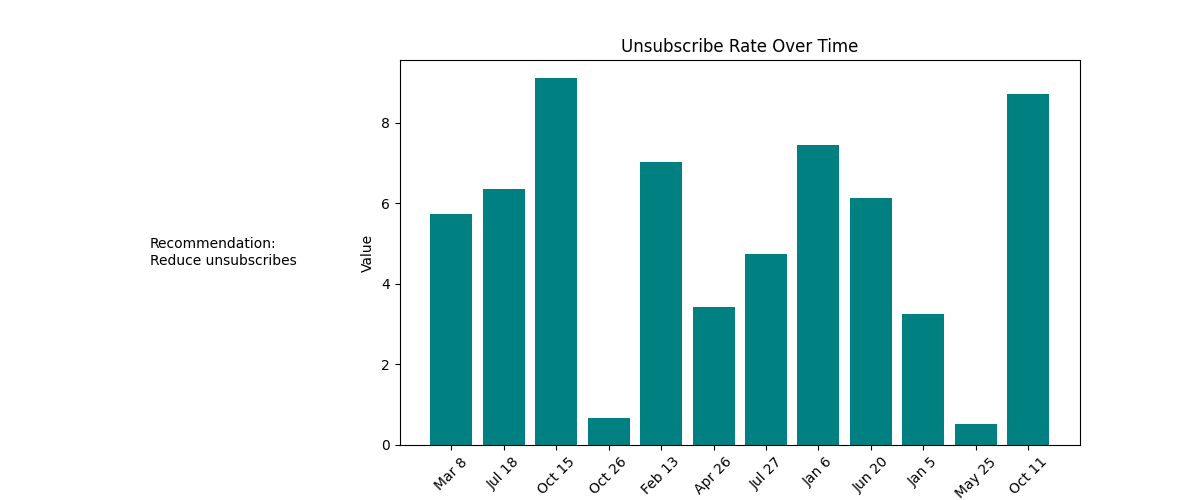 Unsubscribe Rate Over Time
Recommendation:
Reduce unsubscribes
Value
8
6
4
2
0
Mar 8
Jul 18
Oct 15
Oct 26
Feb 13
Apr 26
Jul 27
Jan 6
Jun 20
Jan 5
May 25
Oct 11